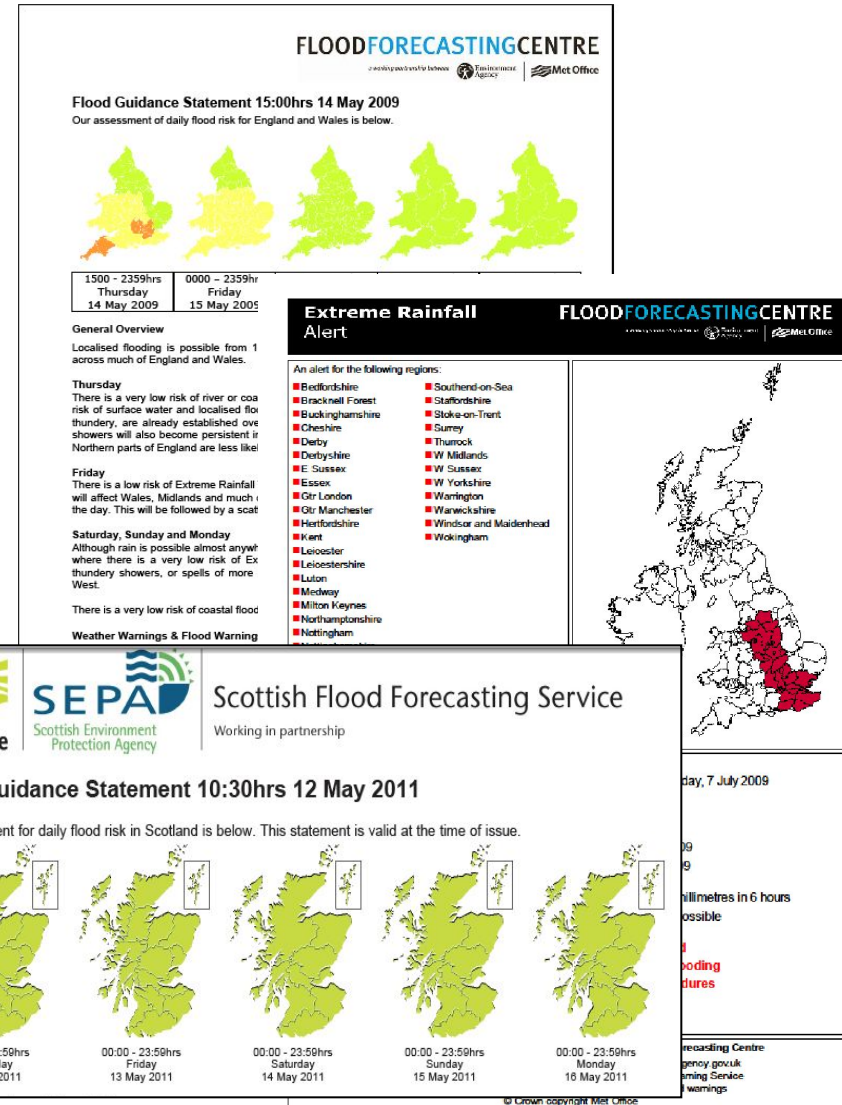 FLOODFORECASTINGCENTRE
a working partnership between Environment Agency Met Office
Flood Guidance Statement 15:00hrs 14 May 2009
Our assessment of daily flood risk for England and Wales is below.
1500 - 2359hrs
Thursday
14 May 2009
0000 – 2359hr
Friday
15 May 2009
General Overview
Localised flooding is possible from 1
across much of England and Wales.
Thursday
There is a very low risk of river or coa
risk of surface water and localised floo
thundery, are already established ove
showers will also become persistent in
Northern parts of England are less likel
Friday
There is a low risk of Extreme Rainfall
will affect Wales, Midlands and much
the day. This will be followed by a scat
Saturday, Sunday and Monday
Although rain is possible almost anywh
where there is a very low risk of Ex
thundery showers, or spells of more
West.
There is a very low risk of coastal flood
Weather Warnings & Flood Warning
Extreme Rainfall
Alert
FLOODFORECASTINGCENTRE
Met Office
An alert for the following regions:
Bedfordshire
Bracknell Forest
Buckinghamshire
Cheshire
Derby
Derbyshire
E Sussex
Essex
Gtr London
Gtr Manchester
Hertfordshire
Kent
Leicester
Leicestershire
Luton
Medway
Milton Keynes
Northamptonshire
Nottingham
Southend-on-Sea
Staffordshire
Stoke-on-Trent
Surrey
Thurrock
W Midlands
W Sussex
W Yorkshire
Warrington
Warwickshire
Windsor and Maidenhead
Wokingham
day, 7 July 2009
09
09
millimetres in 6 hours
ossible
d
ooding
dures
recasting Centre
gency.gov.uk
arning Service
l warnings
© Crown copyright Met Office
e
SEPA
Scottish Environment
Protection Agency
Scottish Flood Forecasting Service
Working in partnership
uidance Statement 10:30hrs 12 May 2011
ent for daily flood risk in Scotland is below. This statement is valid at the time of issue.
:59hrs
ay
2011
00:00 - 23:59hrs
Friday
13 May 2011
00:00 - 23:59hrs
Saturday
14 May 2011
00:00 - 23:59hrs
Sunday
15 May 2011
00:00 - 23:59hrs
Monday
16 May 2011